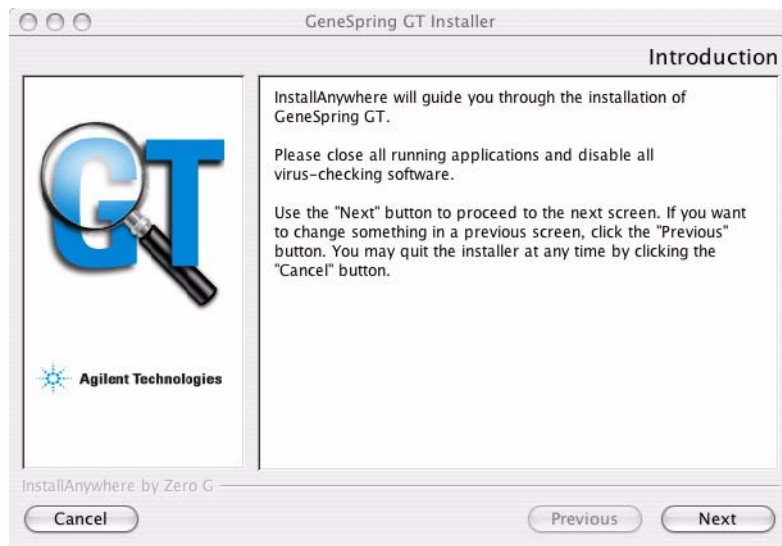 GeneSpring GT Installer
Introduction
GT
Agilent Technologies
InstallAnywhere will guide you through the installation of
GeneSpring GT.
Please close all running applications and disable all
virus-checking software.
Use the "Next" button to proceed to the next screen. If you want
to change something in a previous screen, click the "Previous"
button. You may quit the installer at any time by clicking the
"Cancel" button.
InstallAnywhere by Zero G
Cancel
Previous
Next